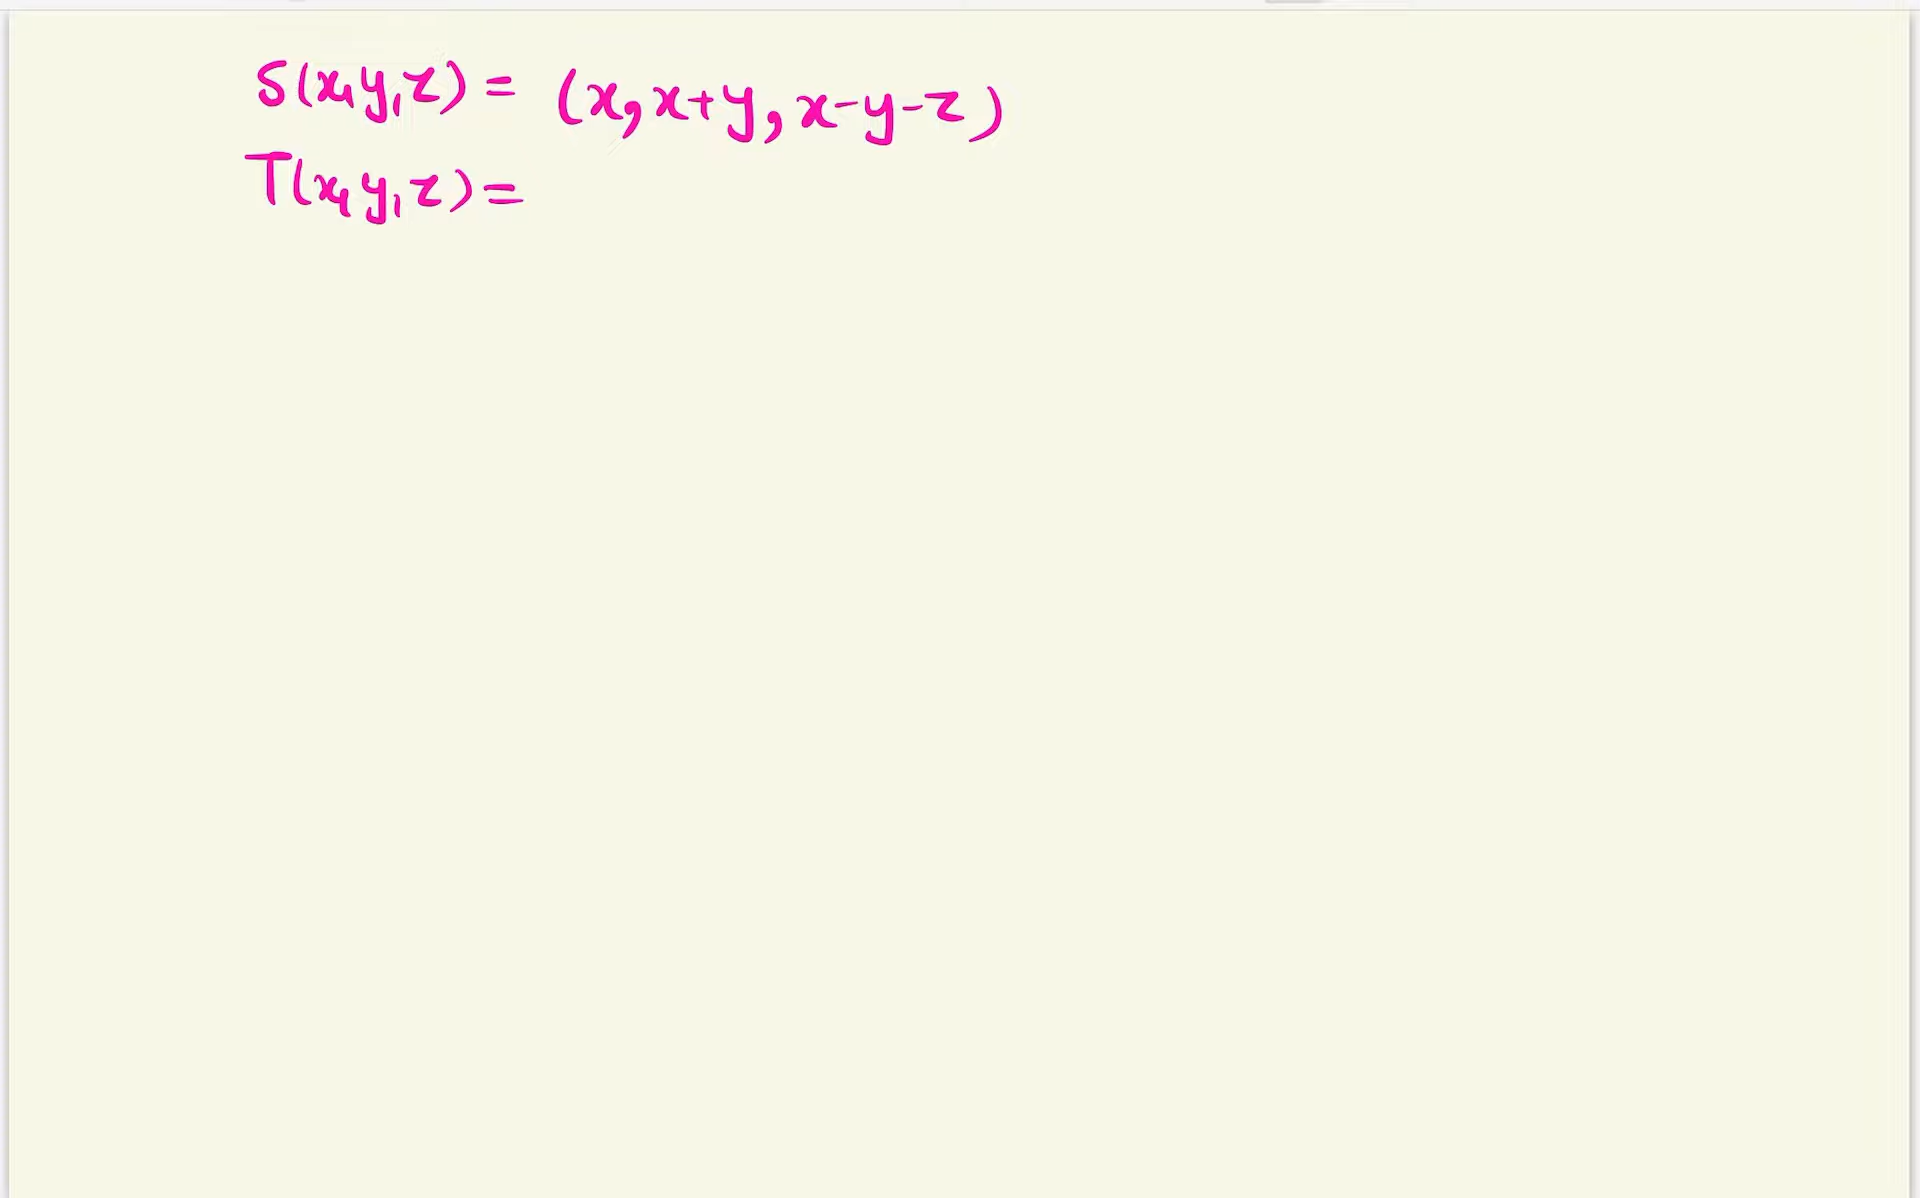 S(x,y,z) = (x, x+y, x-y-z)
T(x,y,z) =